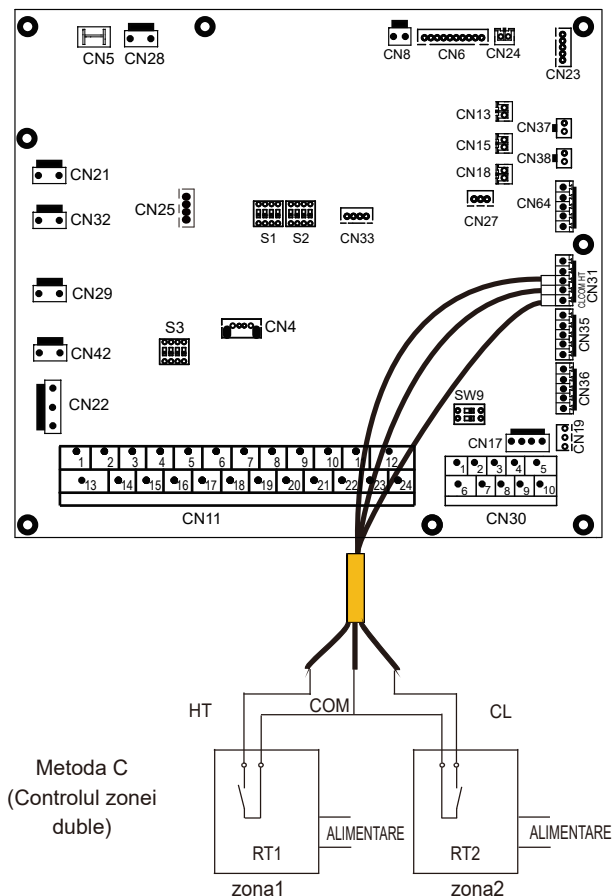 CN5
CN28
CN8
CN6
CN24
CN23
CN13
CN37
CN15
CN38
CN18
CN21
CN25
CN32
S1
S2
CN33
CN27
CN64
CN29
CL COM HT
CN31
S3
CN4
CN35
CN42
CN36
CN22
SW9
CN17
CN19
1 2 3 4 5 6 7 8 9 10 1 12
13 14 15 16 17 18 19 20 21 22 23 24
CN11
1 2 3 4 5
6 7 8 9 10
CN30
HT
COM
CL
Metoda C
(Controlul zonei
duble)
ALIMENTARE
ALIMENTARE
RT1
RT2
zona1
zona2